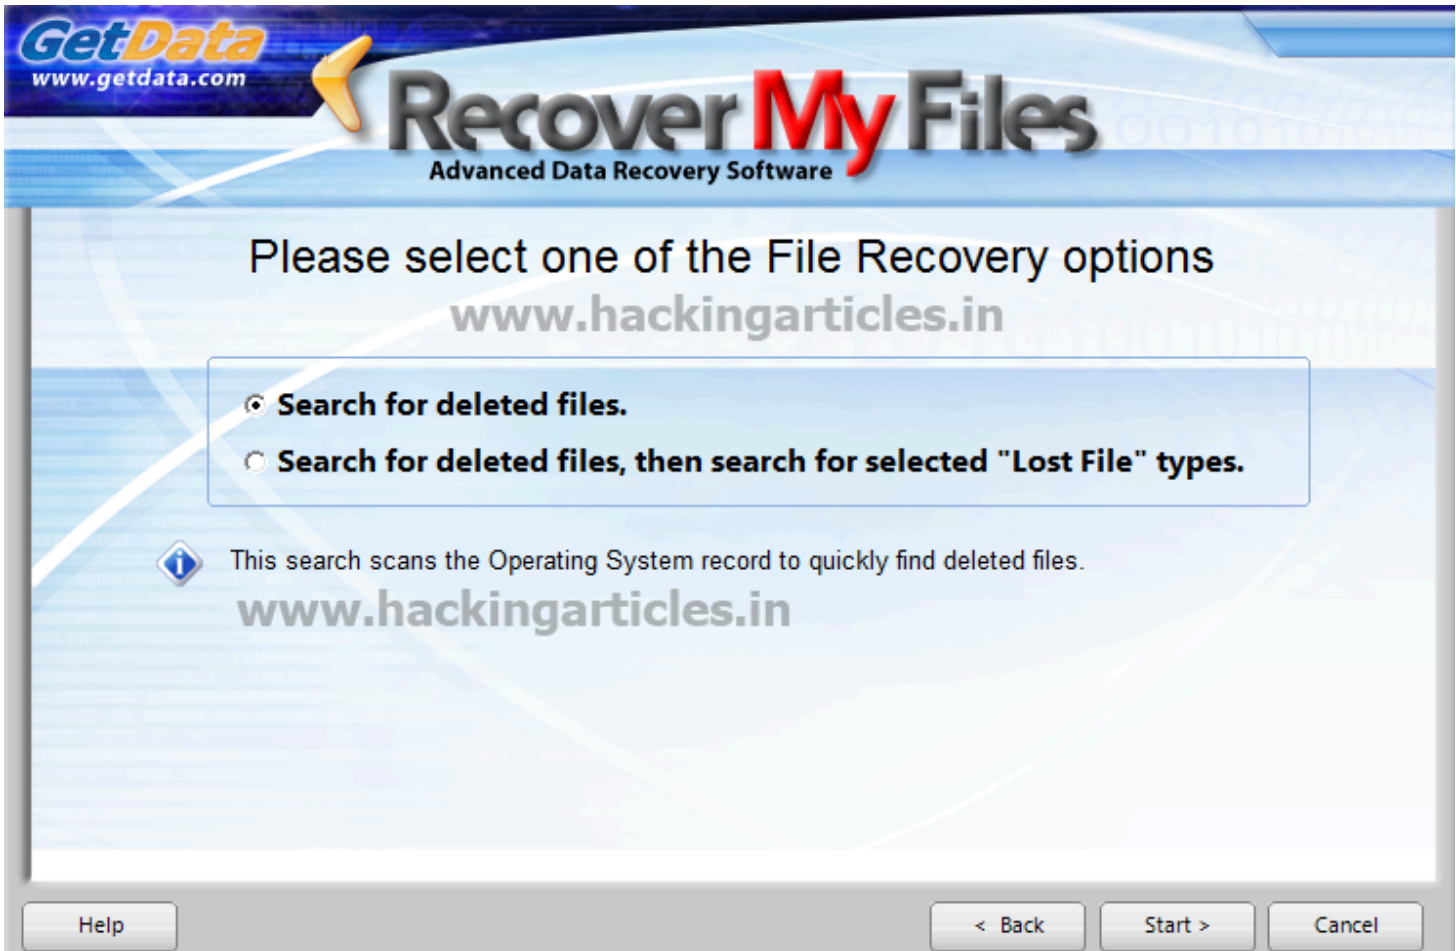 GetData
www.getdata.com
Recover My Files
Advanced Data Recovery Software
Please select one of the File Recovery options
www.hackingarticles.in
Search for deleted files.
Search for deleted files, then search for selected "Lost File" types.
This search scans the Operating System record to quickly find deleted files.
www.hackingarticles.in
Help
< Back
Start >
Cancel